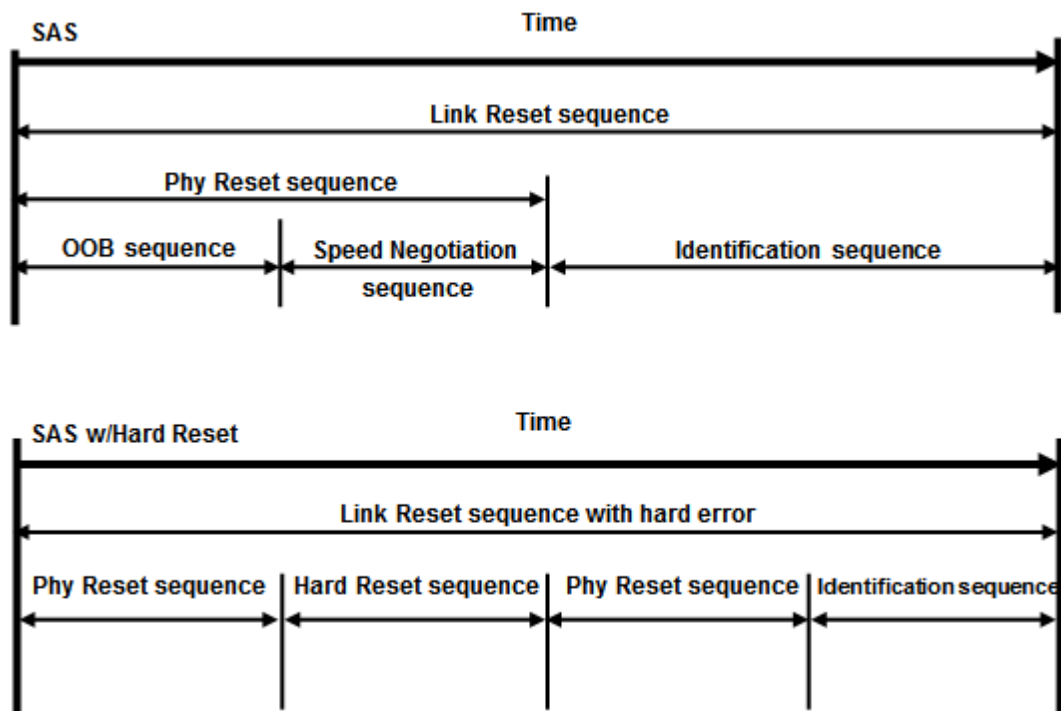 SAS
Time
Link Reset sequence
Phy Reset sequence
OOB sequence
Speed Negotiation
sequence
Identification sequence
SAS w/Hard Reset
Time
Link Reset sequence with hard error
Phy Reset sequence
Hard Reset sequence
Phy Reset sequence
Identification sequence